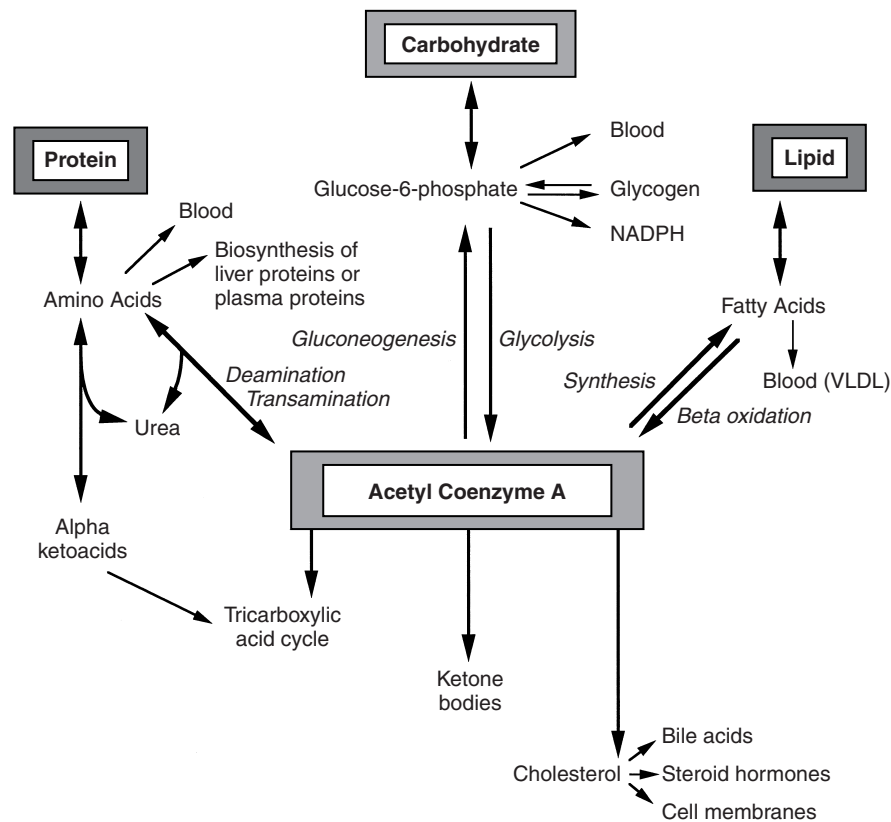 Carbohydrate
Protein
Lipid
Blood
Glucose-6-phosphate
Glycogen
NADPH
Blood
Biosynthesis of
liver proteins or
plasma proteins
Amino Acids
Fatty Acids
Gluconeogenesis
Glycolysis
Blood (VLDL)
Synthesis
Beta oxidation
Deamination
Transamination
Urea
Acetyl Coenzyme A
Alpha
ketoacids
Tricarboxylic
acid cycle
Ketone
bodies
Cholesterol
Bile acids
Steroid hormones
Cell membranes